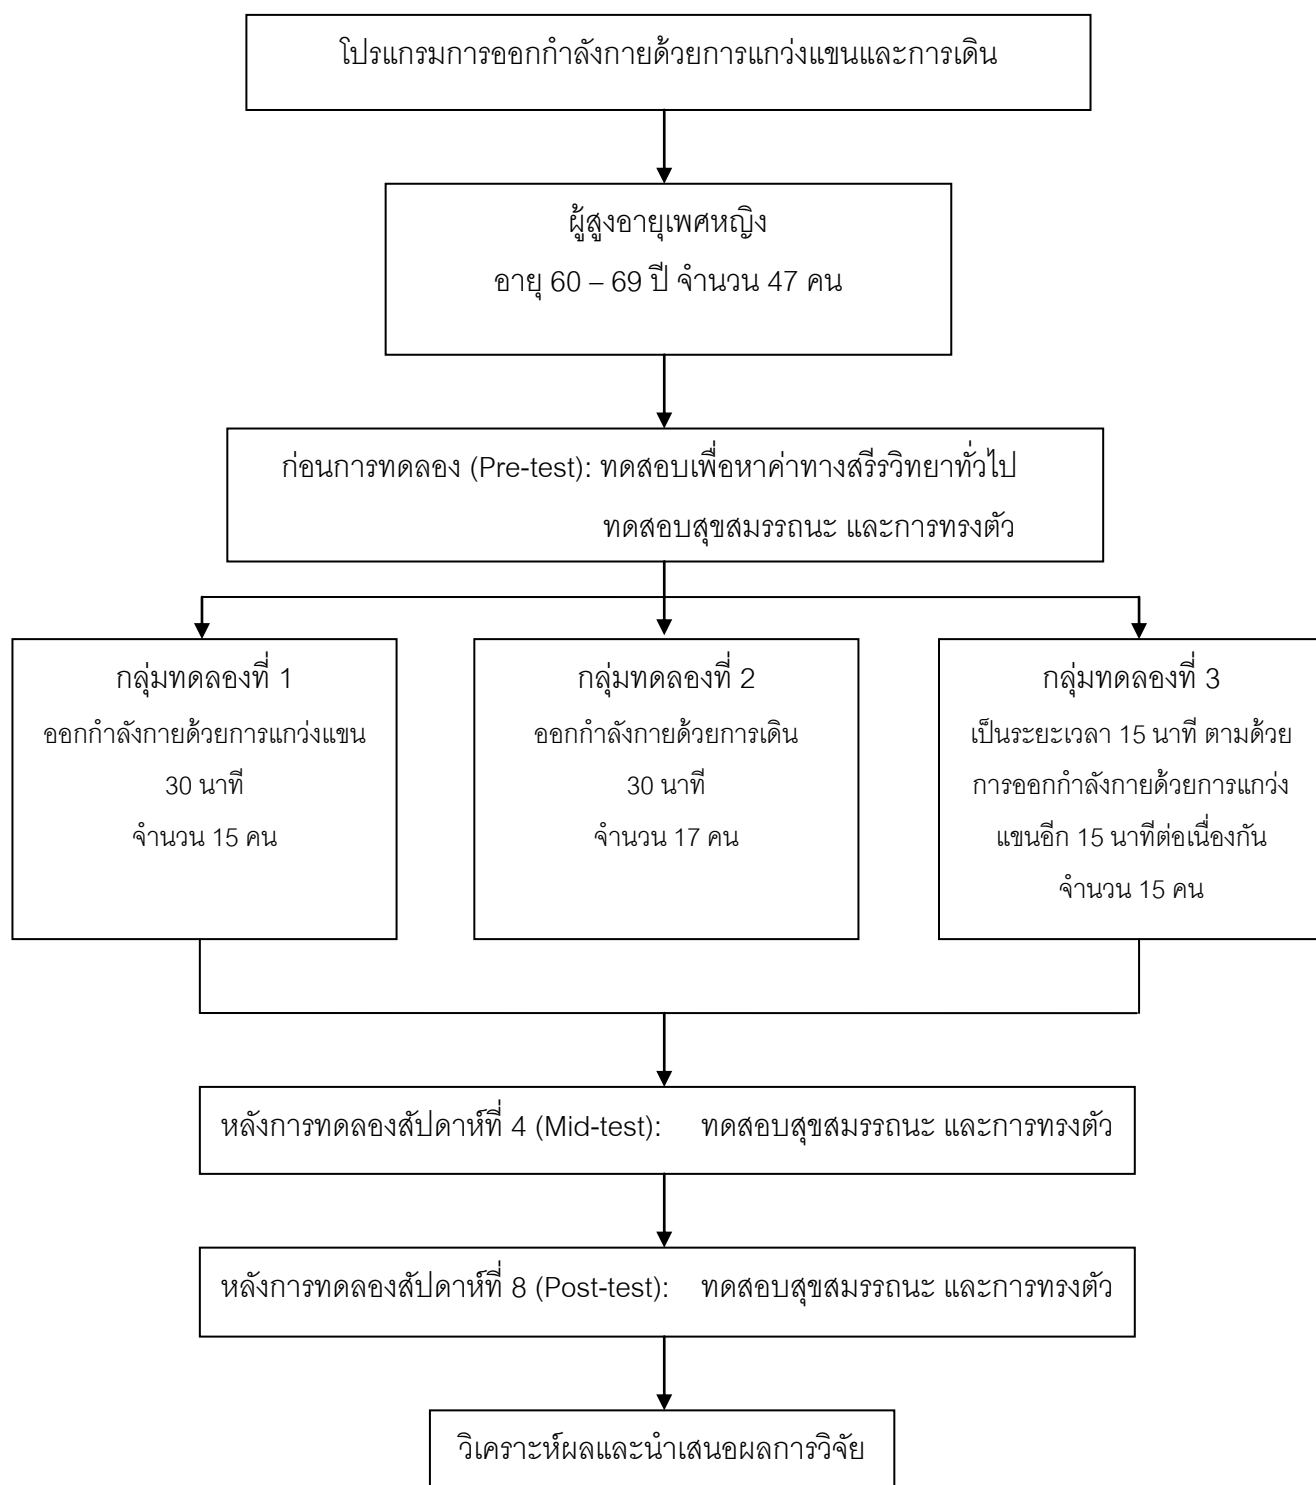 โปรแกรมการออกกำลังกายด้วยการแกว่งแขนและการเดิน
ผู้สูงอายุเพศหญิง
อายุ 60 – 69 ปี จำนวน 47 คน
ก่อนการทดลอง (Pre-test): ทดสอบเพื่อหาค่าทางสรีรวิทยาทั่วไป
ทดสอบสุขสมรรถนะ และการทรงตัว
กลุ่มทดลองที่ 1
ออกกำลังกายด้วยการแกว่งแขน
30 นาที
จำนวน 15 คน
กลุ่มทดลองที่ 2
ออกกำลังกายด้วยการเดิน
30 นาที
จำนวน 17 คน
กลุ่มทดลองที่ 3
เป็นระยะเวลา 15 นาที ตามด้วย
การออกกำลังกายด้วยการแกว่ง
แขนอีก 15 นาทีต่อเนื่องกัน
จำนวน 15 คน
หลังการทดลองสัปดาห์ที่ 4 (Mid-test): ทดสอบสุขสมรรถนะ และการทรงตัว
หลังการทดลองสัปดาห์ที่ 8 (Post-test): ทดสอบสุขสมรรถนะ และการทรงตัว
วิเคราะห์ผลและนำเสนอผลการวิจัย